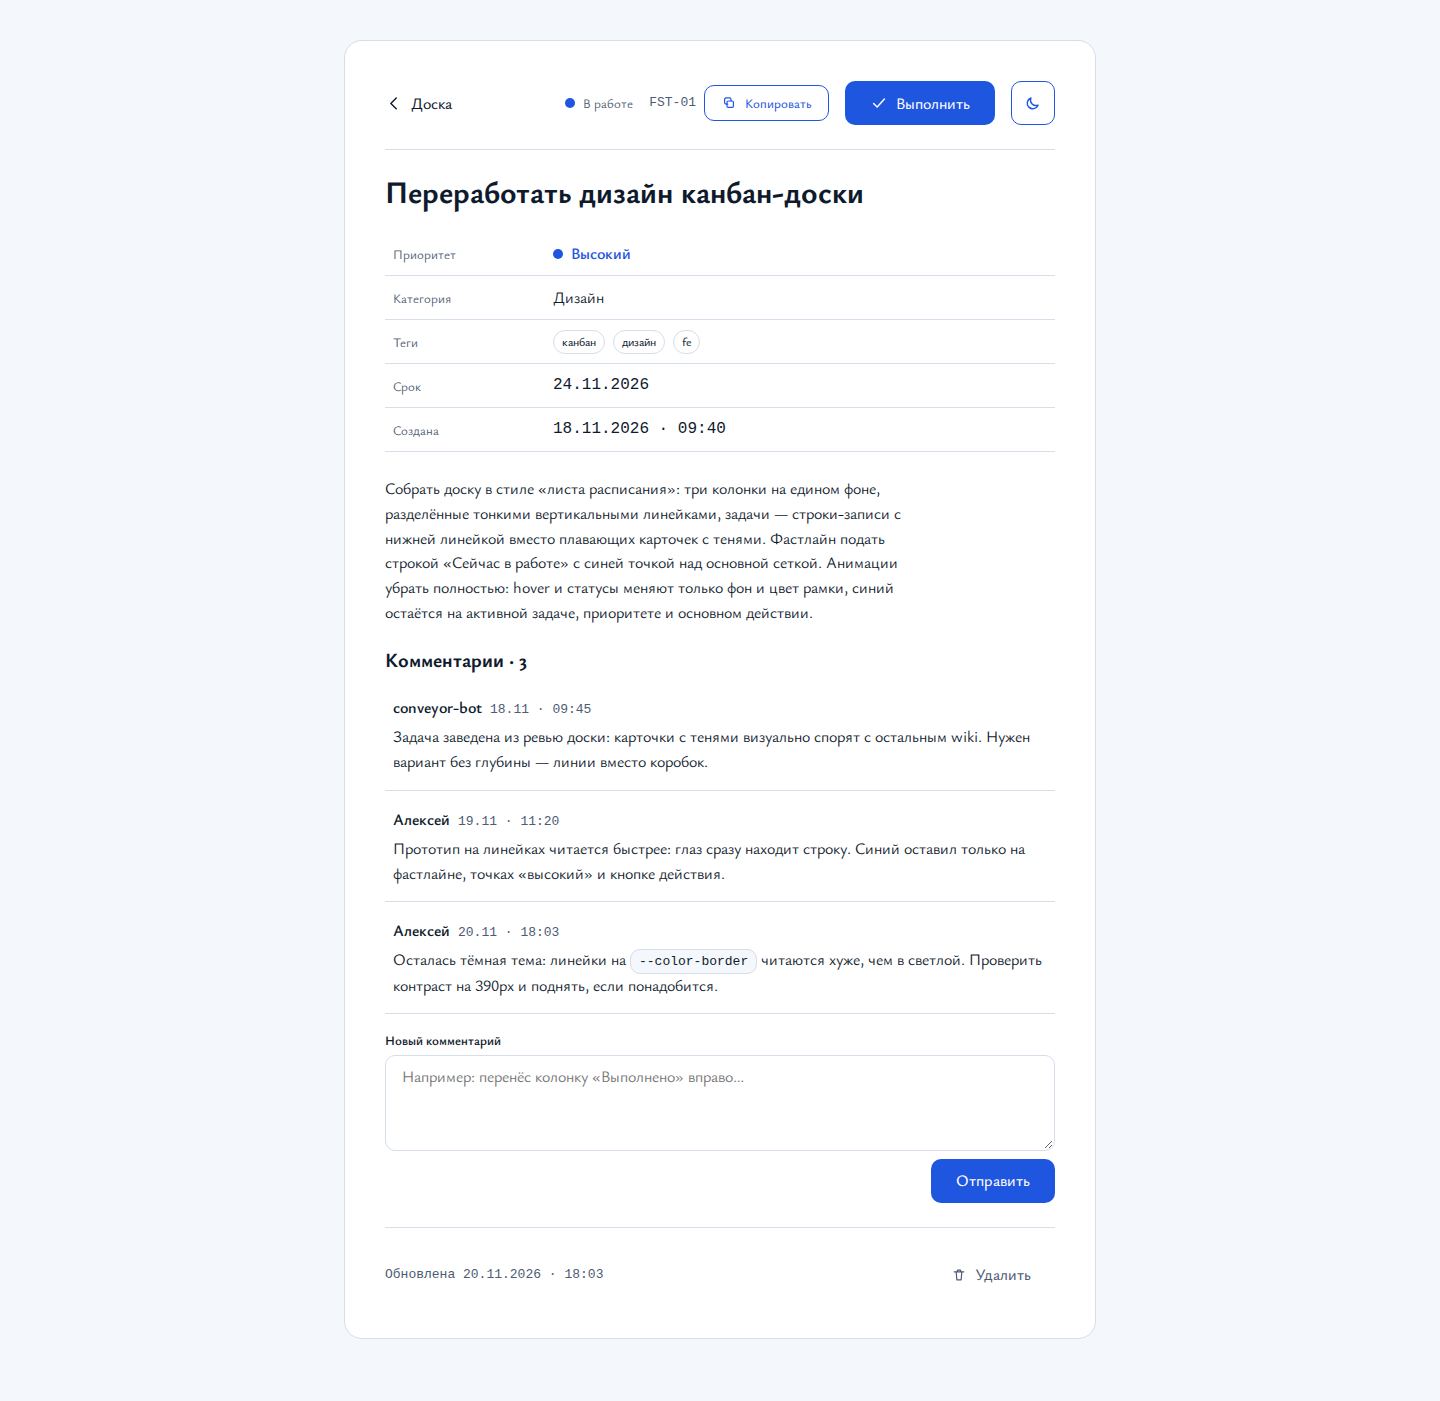 Доска
В работе FST-01 Копировать Выполнить
Переработать дизайн канбан-доски
Приоритет Высокий
Категория Дизайн
Теги канбан дизайн fe
Срок 24.11.2026
Создана 18.11.2026 · 09:40
Собрать доску в стиле «листа расписания»: три колонки на едином фоне,
разделённые тонкими вертикальными линейками, задачи — строки-записи с
нижней линейкой вместо плавающих карточек с тенями. Фастлайн подать
строкой «Сейчас в работе» с синей точкой над основной сеткой. Анимации
убрать полностью: hover и статусы меняют только фон и цвет рамки, синий
остаётся на активной задаче, приоритете и основном действии.
Комментарии · 3
conveyor-bot 18.11 · 09:45
Задача заведена из ревью доски: карточки с тенями визуально спорят с остальным wiki. Нужен
вариант без глубины — линии вместо коробок.
Алексей 19.11 · 11:20
Прототип на линейках читается быстрее: глаз сразу находит строку. Синий оставил только на
фастлайне, точках «высокий» и кнопке действия.
Алексей 20.11 · 18:03
Осталась тёмная тема: линейки на --color-border читаются хуже, чем в светлой. Проверить
контраст на 390px и поднять, если понадобится.
Новый комментарий
Например: перенёс колонку «Выполнено» вправо…
Отправить
Обновлена 20.11.2026 · 18:03 Удалить